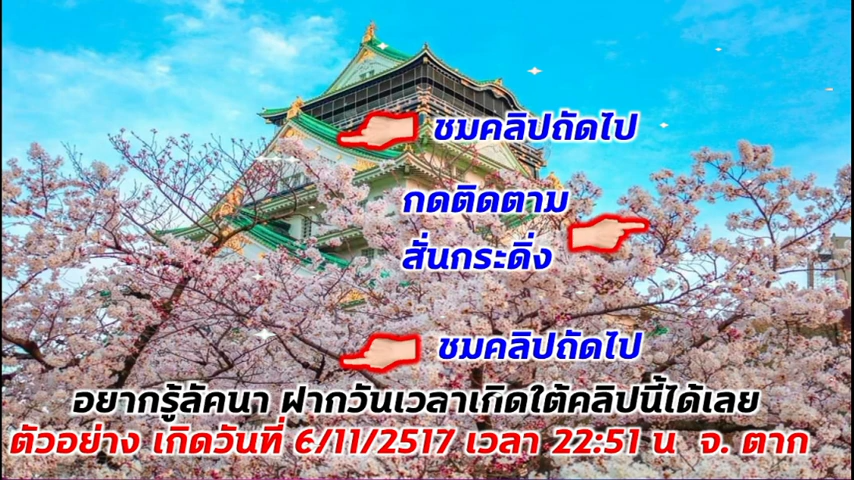 ชมคลิปถัดไป
กดติดตาม
สั่นกระดิ่ง
ชมคลิปถัดไป
อยากรู้ลัคนา ฝากวันเวลาเกิดใต้คลิปนี้ได้เลย
ตัวอย่าง เกิดวันที่ 6/11/2517 เวลา 22:51 น จ. ตาก